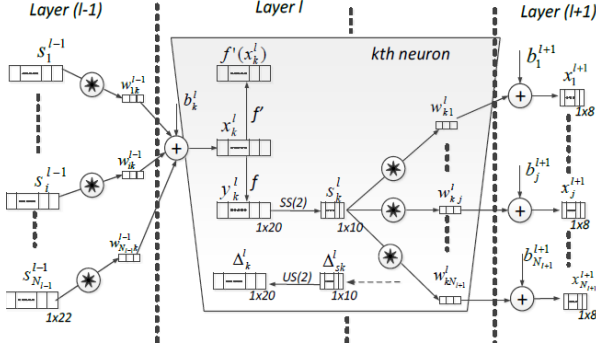 Layer (l-1)
Layer l
Layer (l+1)
s_1^{l-1}
w_{1k}^{l-1}
b_k^l
f'(x_k^l)
kth neuron
b_1^{l+1}
x_1^{l+1}
1x8
f'
w_{k1}^l
x_k^l
w_{ik}^{l-1}
s_i^{l-1}
f
y_k^l
SS(2)
s_k^l
1x20
1x10
w_{kj}^l
b_j^{l+1}
x_j^{l+1}
1x8
w_{N_{l-1}k}^{l-1}
s_{N_{l-1}}^{l-1}
1x22
Δ_k^l
US(2)
Δ_{sk}^l
1x20
1x10
w_{kN_{l+1}}^l
b_{N_{l+1}}^{l+1}
x_{N_{l+1}}^{l+1}
1x8